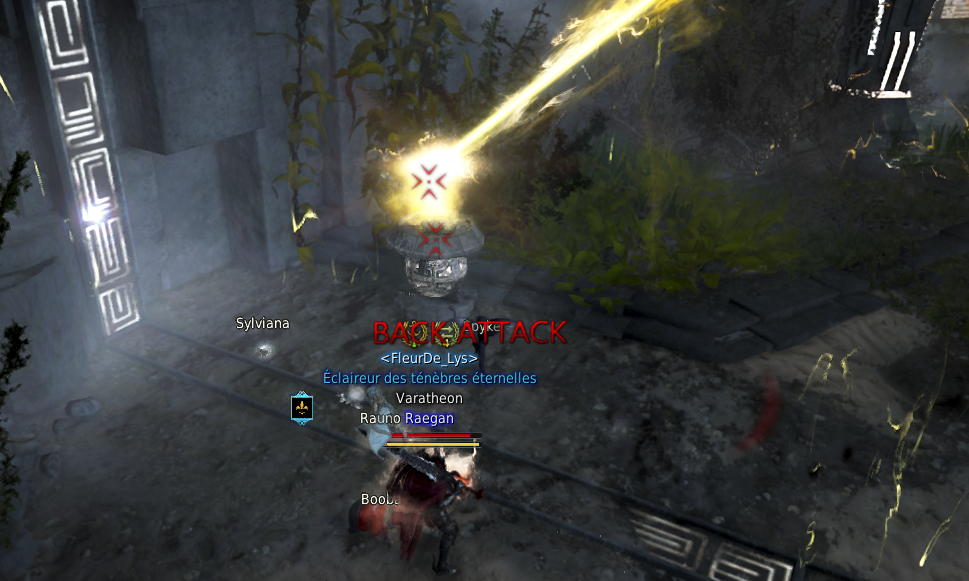 Sylviana
BACK ATTACK
<FleurDe_Lys>
Éclaireur des ténèbres éternelles
Varatheon
Rauno Raegan